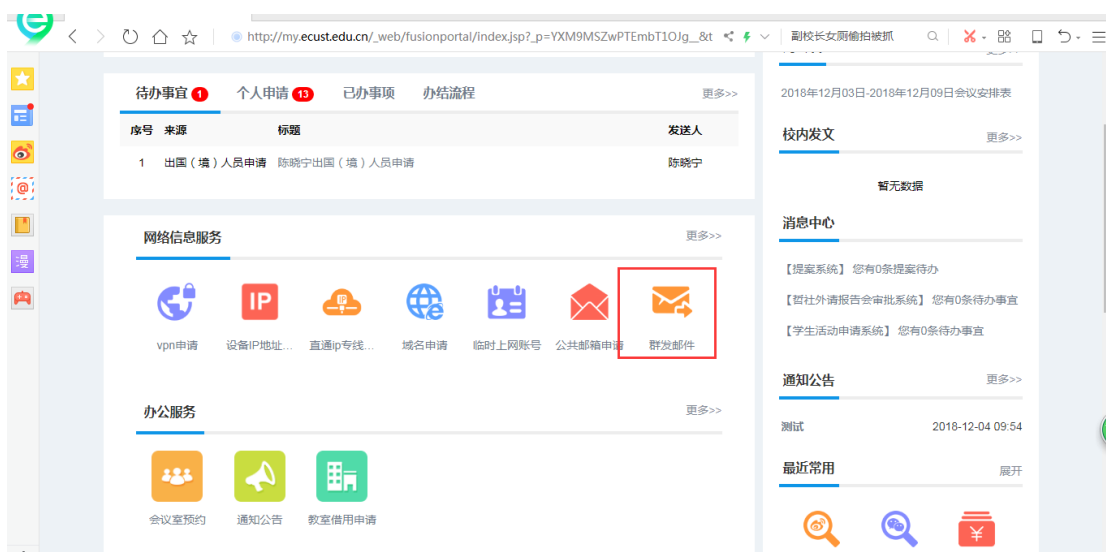 http://my.ecust.edu.cn/_web/fusionportal/index.jsp?_p=YXM9MSZwPTEmbT1OJg__&t
副校长女厕偷拍被抓
待办事宜 1 个人申请 13 已办事项 办结流程 更多>>
序号 来源 标题 发送人
1 出国（境）人员申请 陈晓宁出国（境）人员申请 陈晓宁
网络信息服务 更多>>
IP IP
vpn申请 设备IP地址... 直通ip专线... 域名申请 临时上网账号 公共邮箱申请 群发邮件
办公服务 更多>>
会议室预约 通知公告 教室借用申请
2018年12月03日-2018年12月09日会议安排表
校内发文 更多>>
暂无数据
消息中心
【提案系统】 您有0条提案待办
【哲社外请报告会审批系统】 您有0条待办事宜
【学生活动申请系统】 您有0条待办事宜
通知公告 更多>>
测试 2018-12-04 09:54
最近常用 展开
@
漫